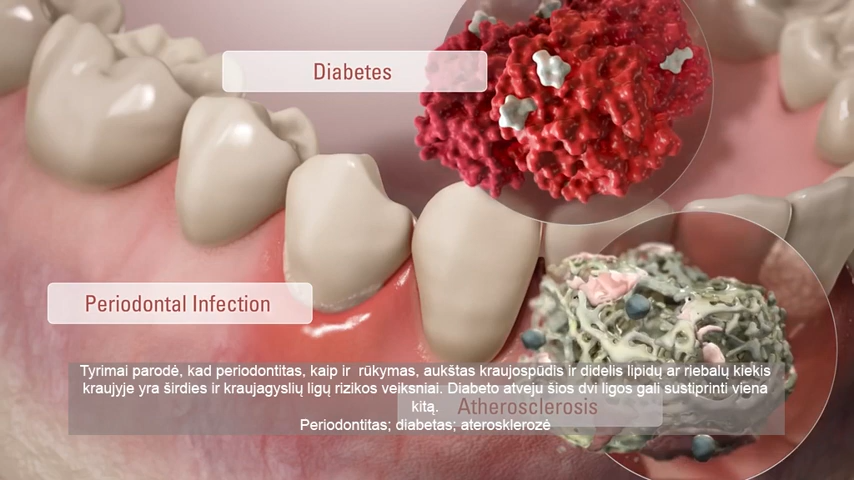 Diabetes
Periodontal Infection
Tyrimai parodė, kad periodontitas, kaip ir rūkymas, aukštas kraujospūdis ir didelis lipidų ar riebalų kiekis
kraujyje yra širdies ir kraujagyslių ligų rizikos veiksniai. Diabeto atveju šios dvi ligos gali sustiprinti viena
kitą.
Atherosclerosis
Periodontitas; diabetas; aterosklerozė